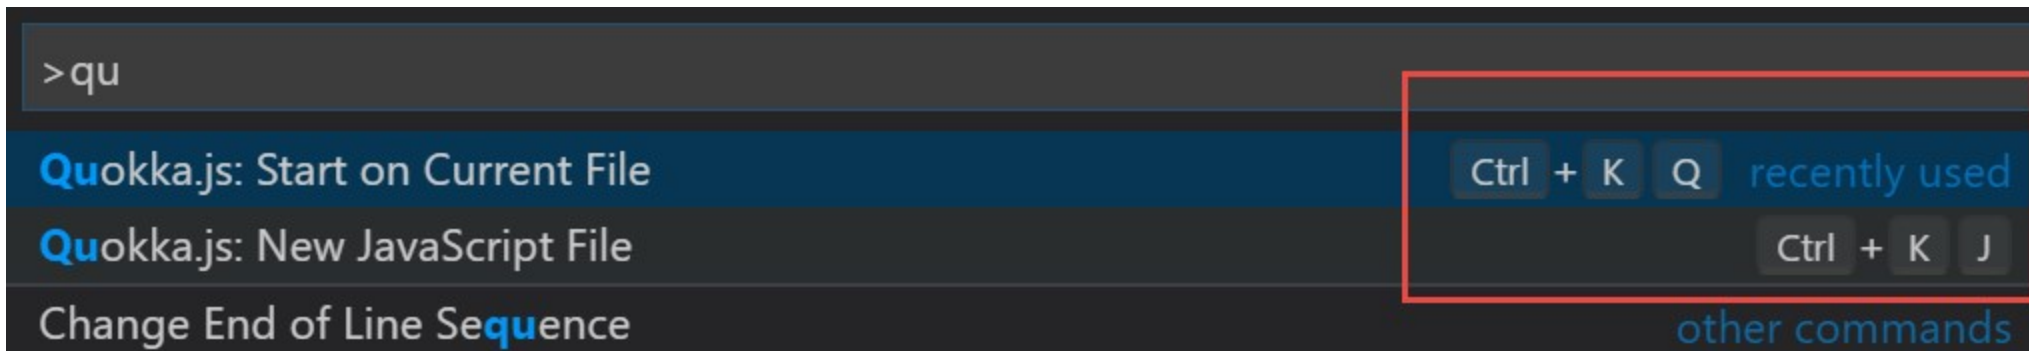 >qu
Quokka.js: Start on Current File Ctrl + K Q recently used
Quokka.js: New JavaScript File Ctrl + K J
Change End of Line Sequence other commands